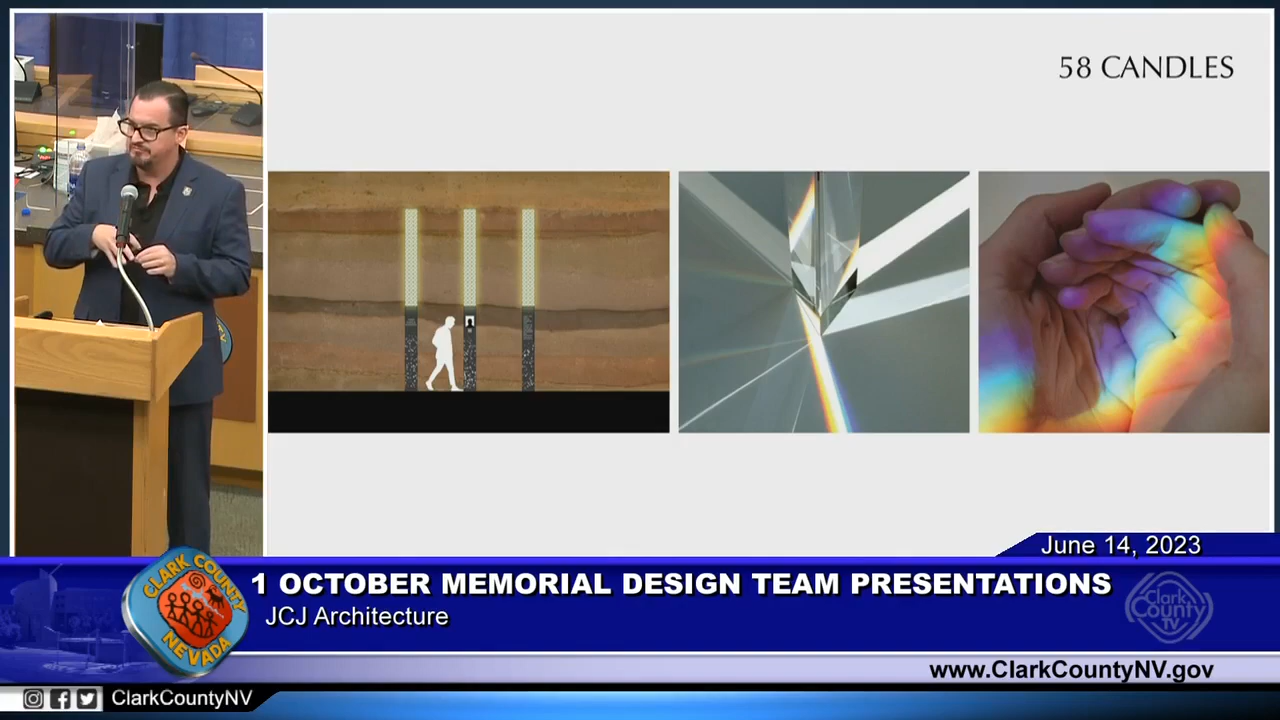 58 CANDLES
June 14, 2023
1 OCTOBER MEMORIAL DESIGN TEAM PRESENTATIONS
JCJ Architecture
CLARK COUNTY
NEVADA
Clark
County
TV
www.ClarkCountyNV.gov
ClarkCountyNV